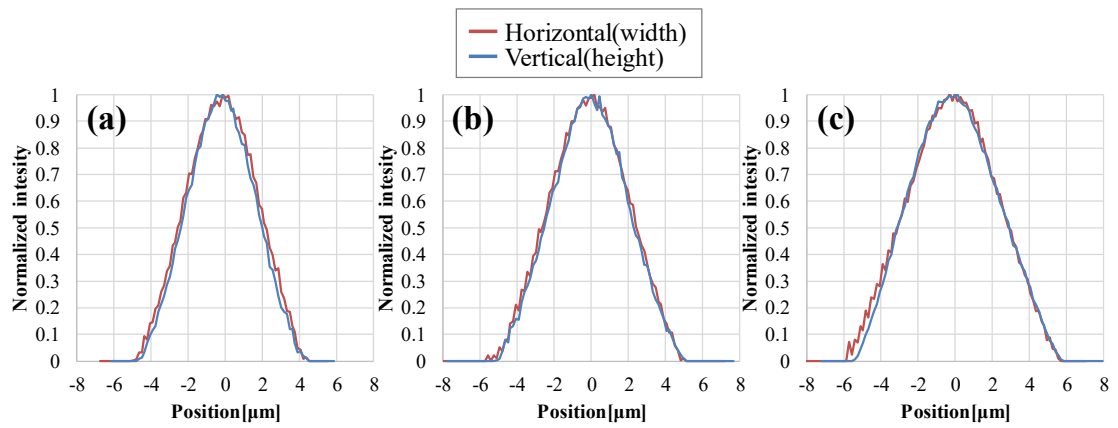 Horizontal(width)
Vertical(height)
(a)
Normalized intesity
1
0.9
0.8
0.7
0.6
0.5
0.4
0.3
0.2
0.1
0
-8 -6 -4 -2 0 2 4 6 8
Position[μm]
(b)
Normalized intesity
1
0.9
0.8
0.7
0.6
0.5
0.4
0.3
0.2
0.1
0
-8 -6 -4 -2 0 2 4 6 8
Position[μm]
(c)
Normalized intesity
1
0.9
0.8
0.7
0.6
0.5
0.4
0.3
0.2
0.1
0
-8 -6 -4 -2 0 2 4 6 8
Position[μm]